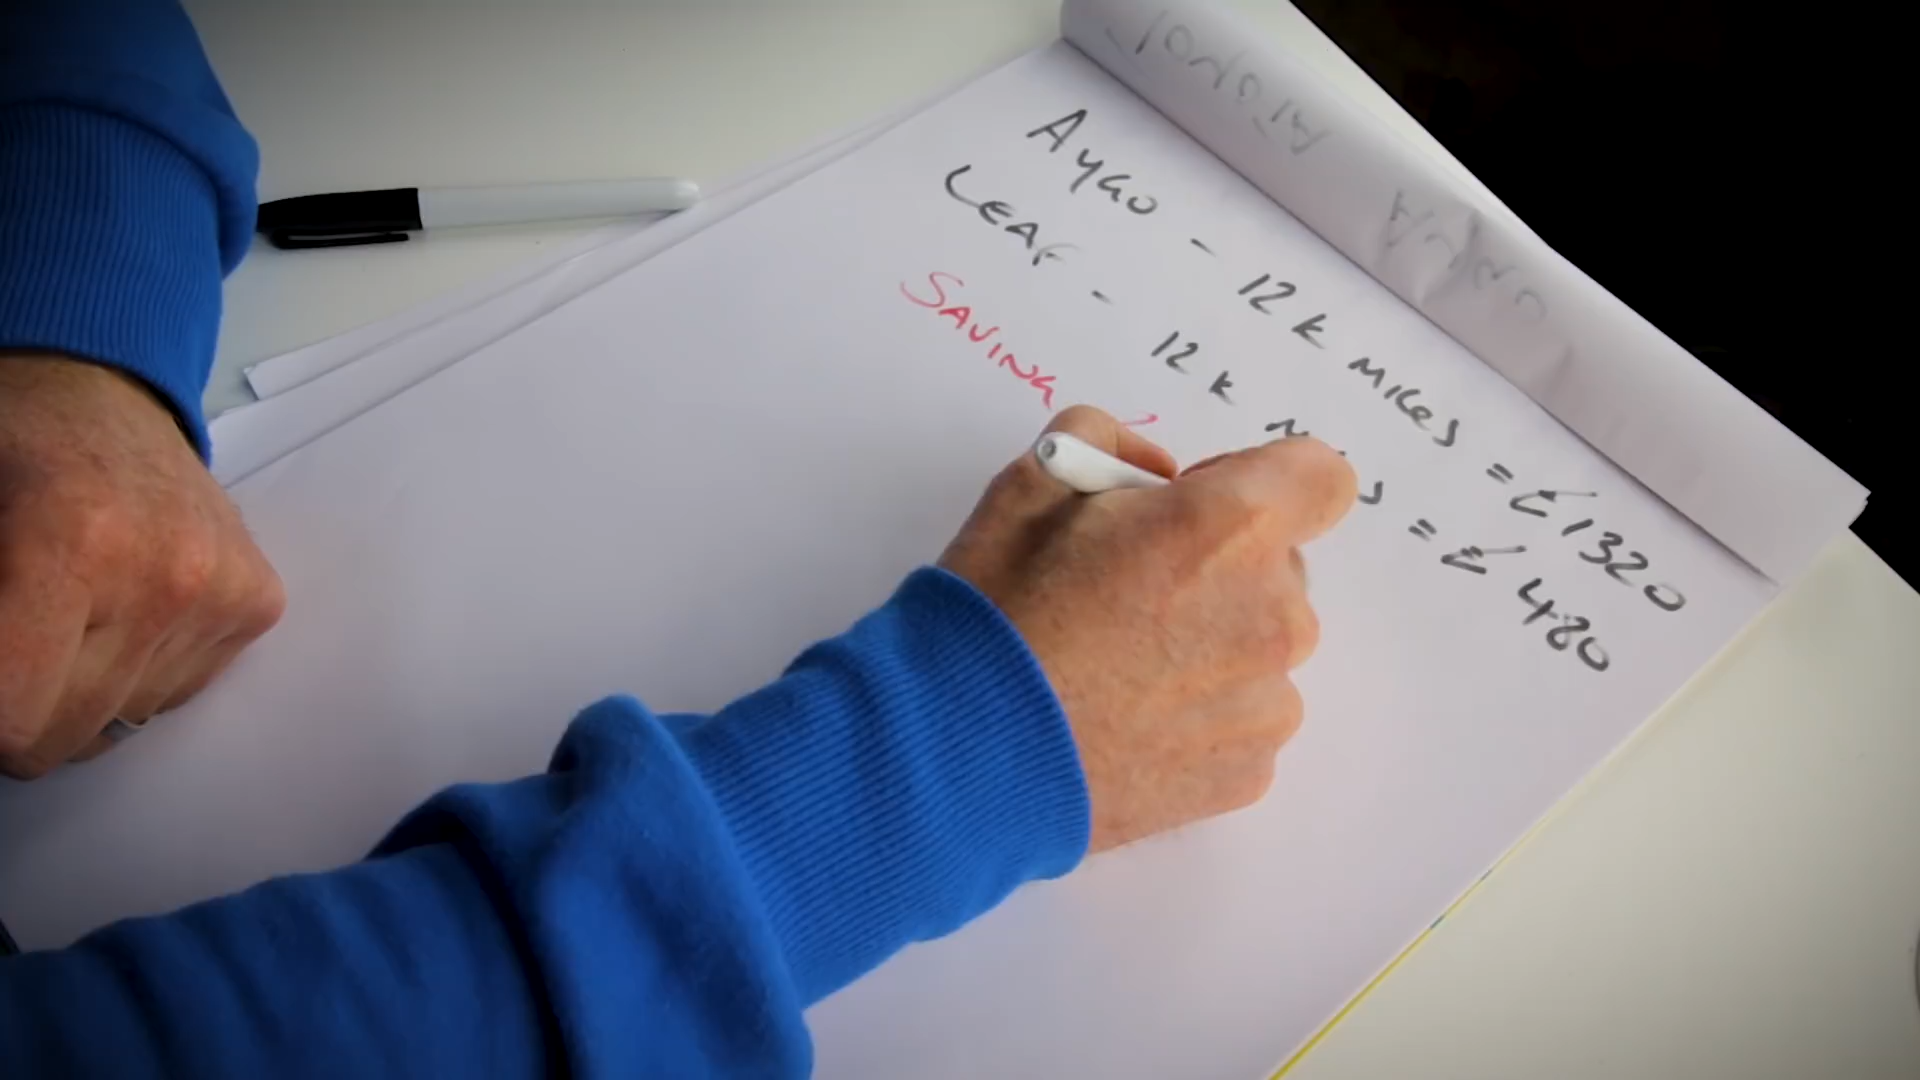 AYGO - 12k MILES = £1320
LEAF - 12k = £480
SAVING